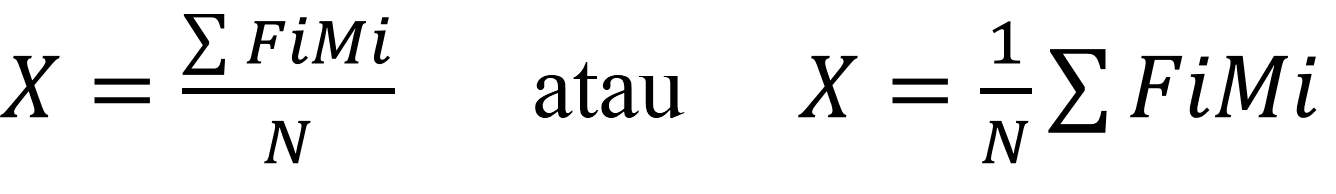 X = ∑ FiMi / N atau X = 1/N ∑ FiMi